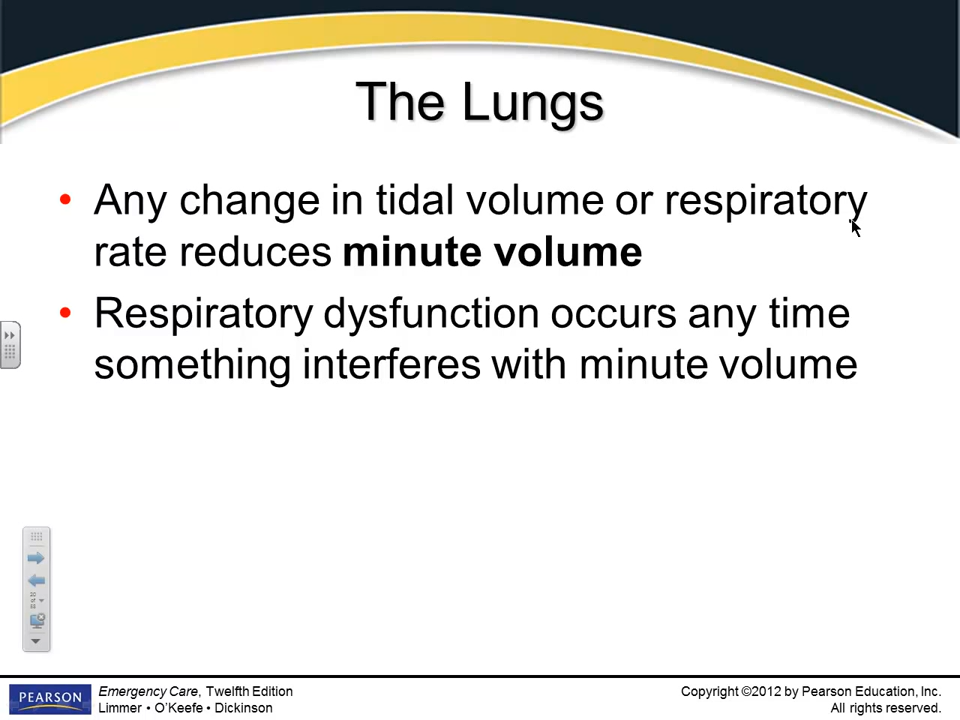 The Lungs
• Any change in tidal volume or respiratory
rate reduces minute volume
• Respiratory dysfunction occurs any time
something interferes with minute volume
PEARSON
Emergency Care, Twelfth Edition
Limmer • O'Keefe • Dickinson
Copyright ©2012 by Pearson Education, Inc.
All rights reserved.